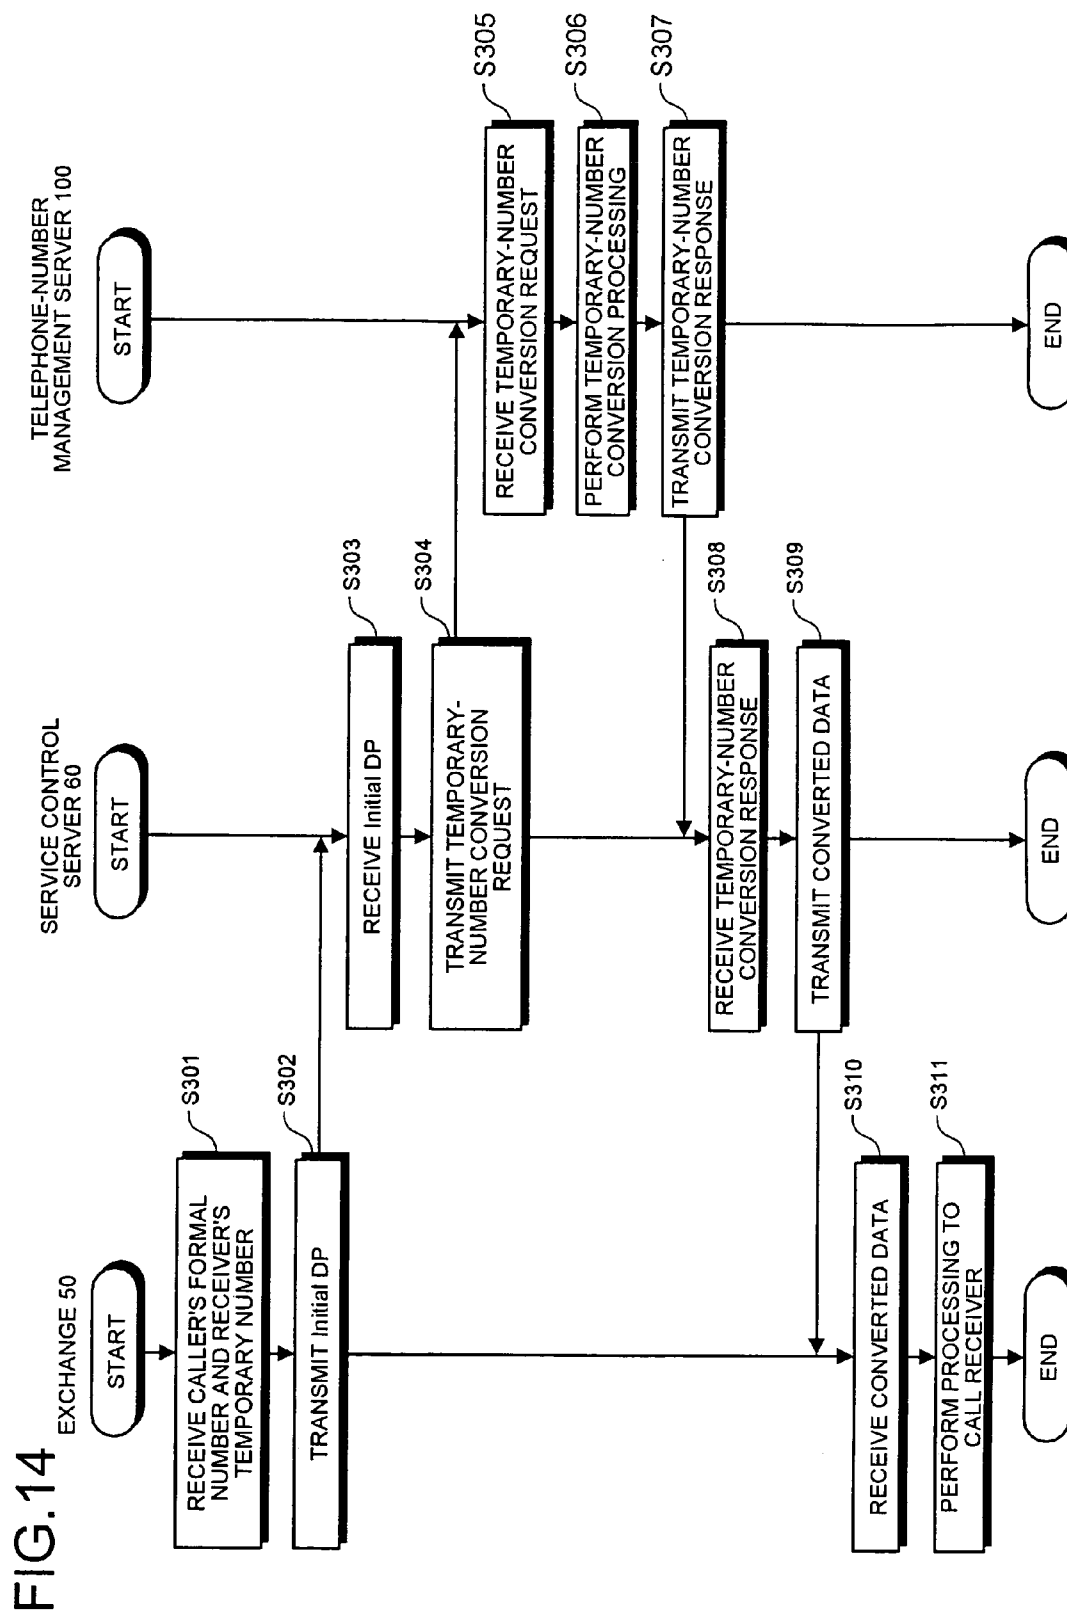 FIG.14
EXCHANGE 50
START
RECEIVE CALLER'S FORMAL
NUMBER AND RECEIVER'S
TEMPORARY NUMBER
S301
TRANSMIT Initial DP
S302
RECEIVE CONVERTED DATA
S310
PERFORM PROCESSING TO
CALL RECEIVER
S311
END
SERVICE CONTROL
SERVER 60
START
RECEIVE Initial DP
S303
TRANSMIT TEMPORARY-
NUMBER CONVERSION
REQUEST
S304
RECEIVE TEMPORARY-NUMBER
CONVERSION RESPONSE
S308
TRANSMIT CONVERTED DATA
S309
END
TELEPHONE-NUMBER
MANAGEMENT SERVER 100
START
RECEIVE TEMPORARY-NUMBER
CONVERSION REQUEST
S305
PERFORM TEMPORARY-NUMBER
CONVERSION PROCESSING
S306
TRANSMIT TEMPORARY-NUMBER
CONVERSION RESPONSE
S307
END